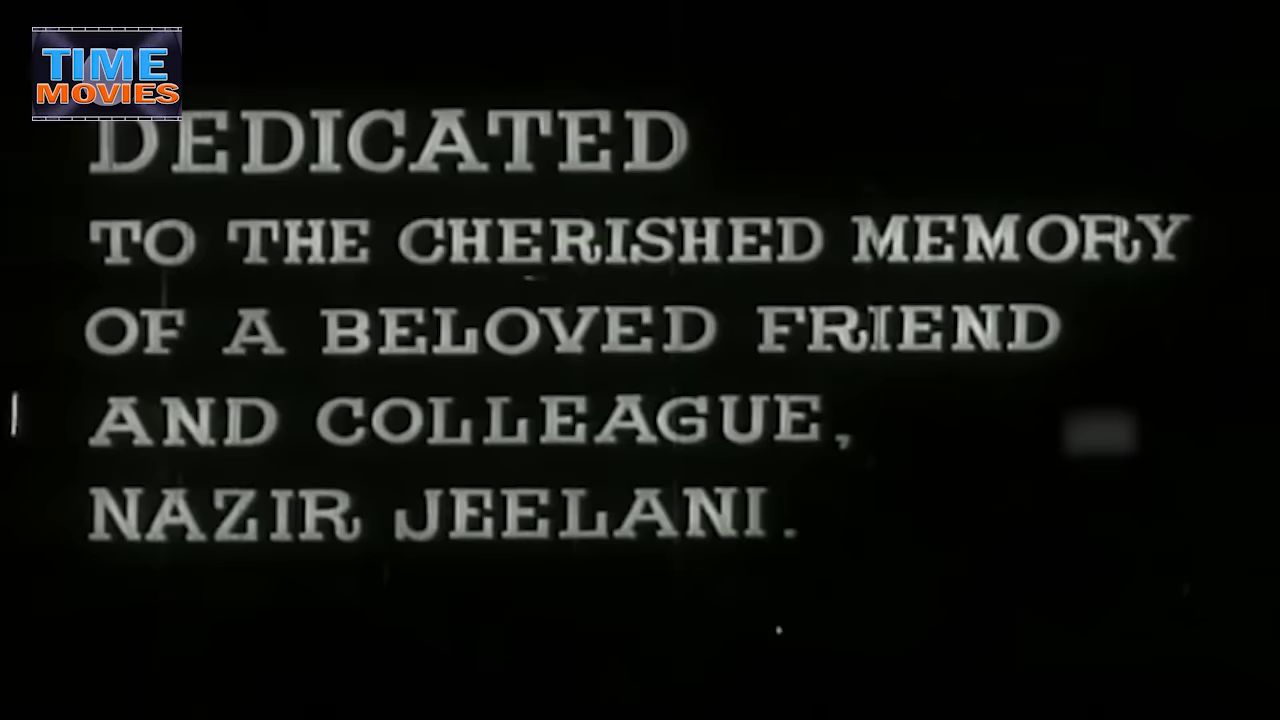 TIME
MOVIES
DEDICATED
TO THE CHERISHED MEMORY
OF A BELOVED FRIEND
AND COLLEAGUE,
NAZIR JEELANI.